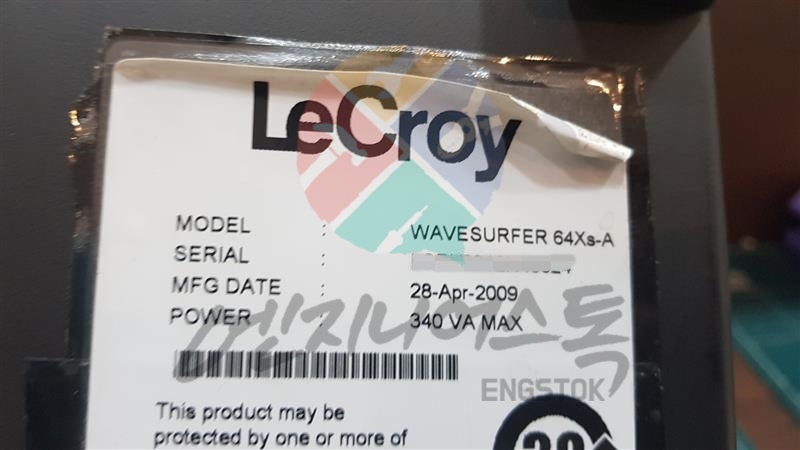 LeCroy
MODEL : WAVESURFER 64Xs-A
SERIAL :
MFG DATE : 28-Apr-2009
POWER : 340 VA MAX
엔지니어스톡
ENGSTOK
This product may be
protected by one or more of